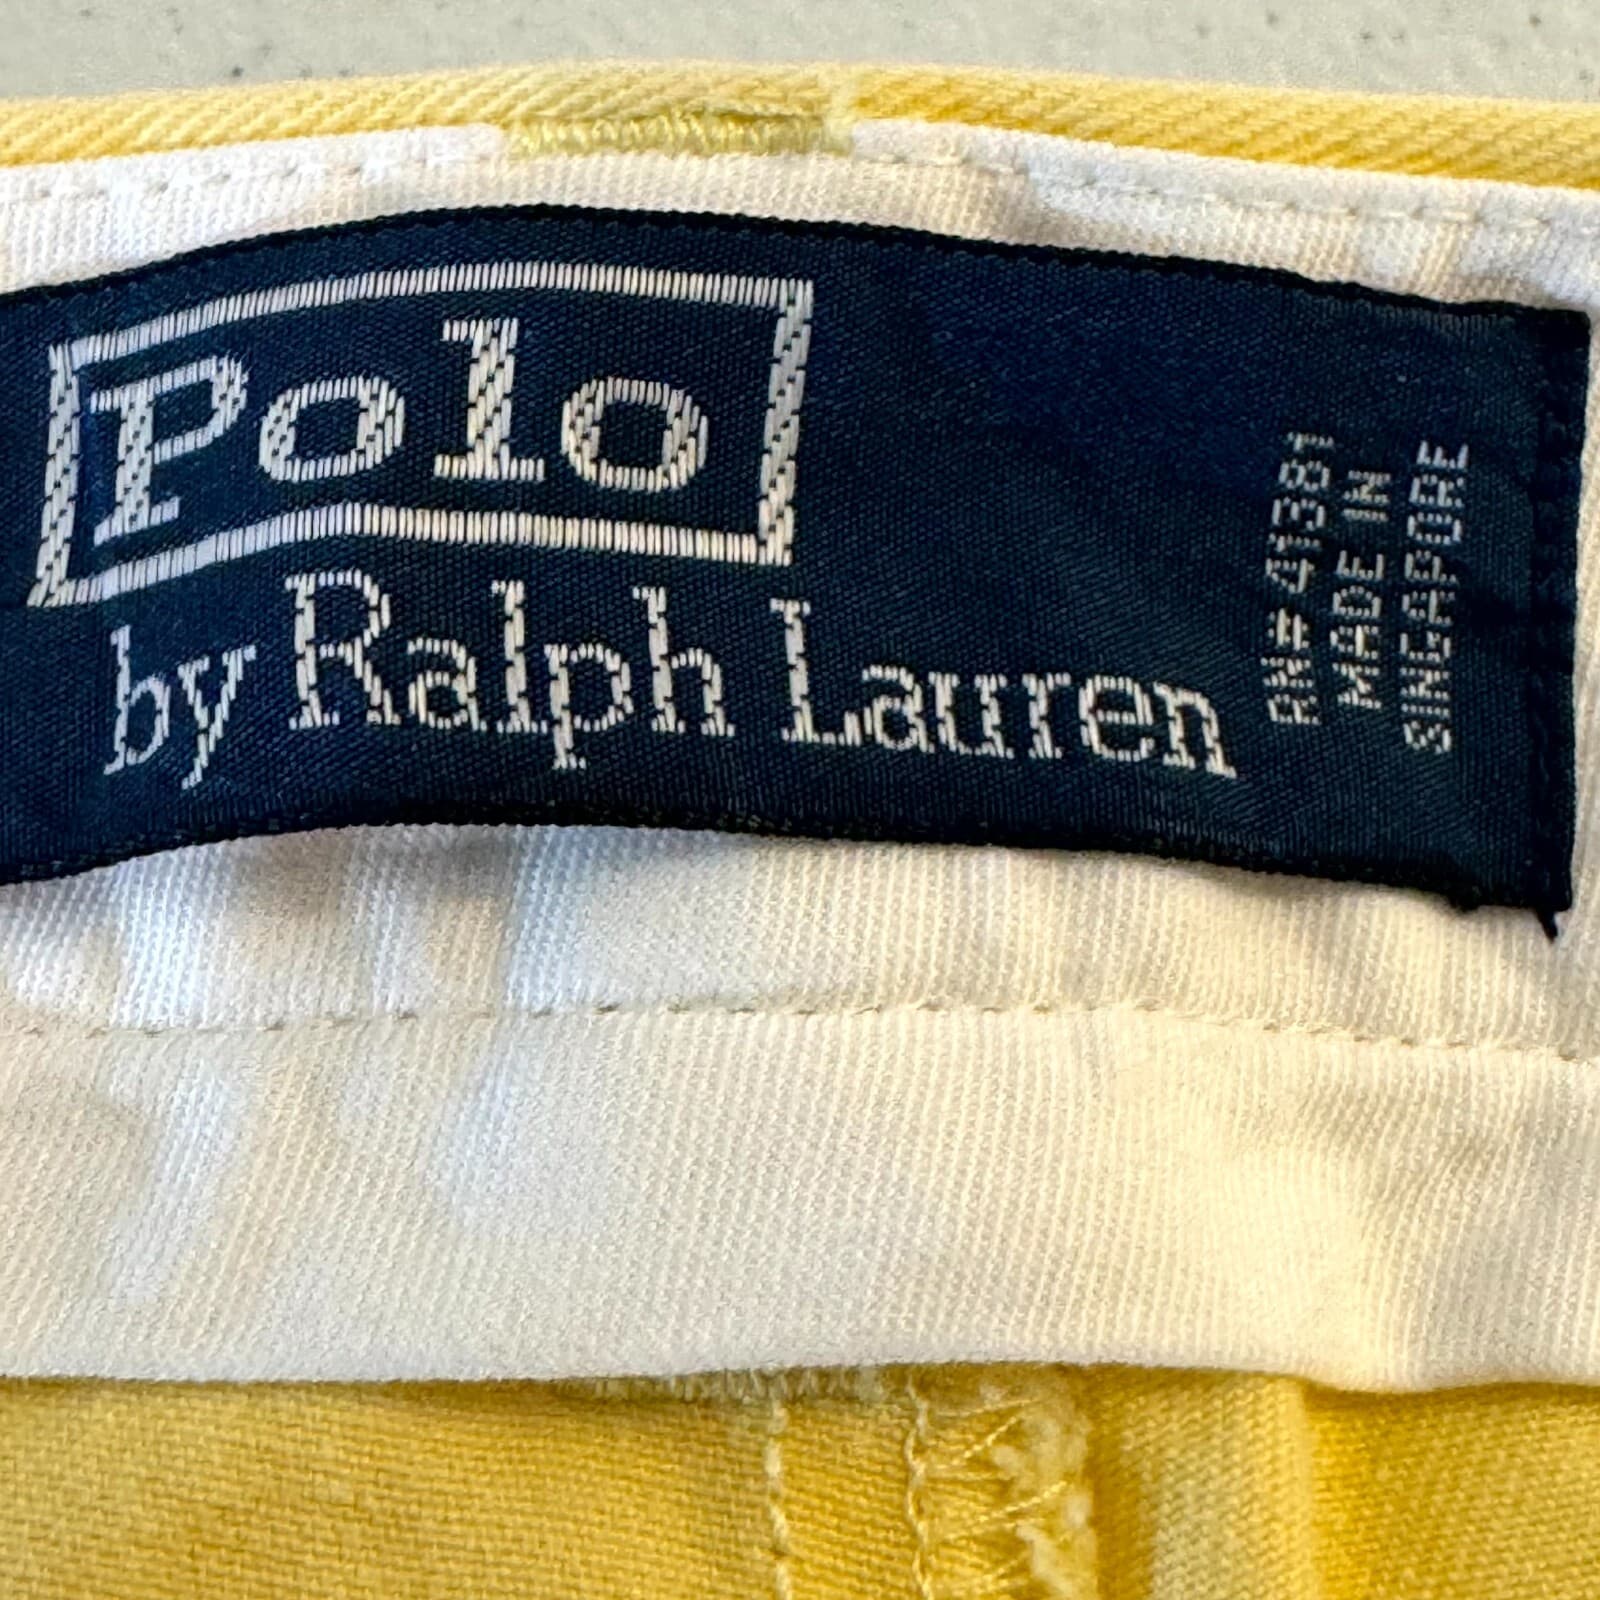 Polo
by Ralph Lauren
RN# 41381
MADE IN
SINGAPORE